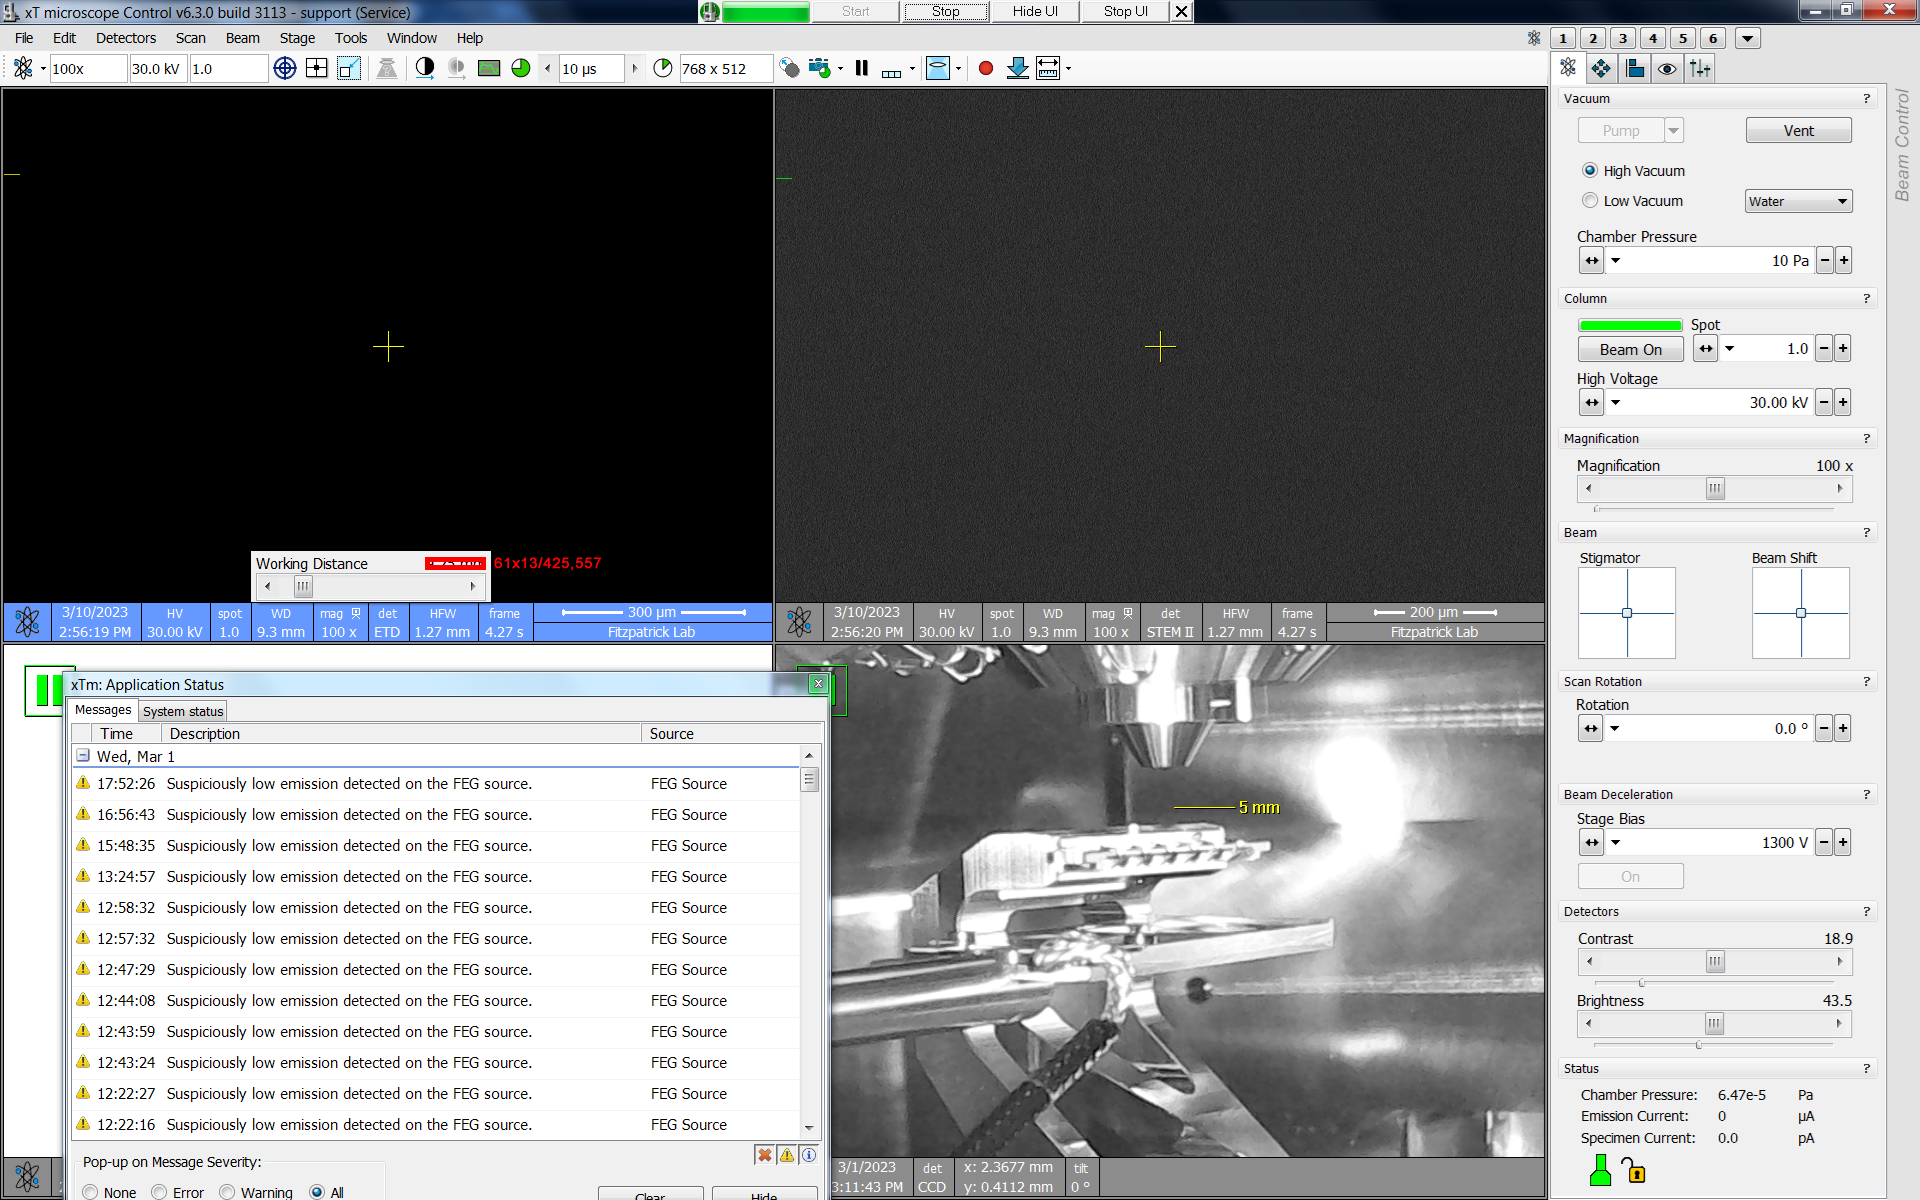 xT microscope Control v6.3.0 build 3113 - support (Service)
Start
Stop
Hide UI
Stop UI
File Edit Detectors Scan Beam Stage Tools Window Help
1 2 3 4 5 6
100x 30.0 kV 1.0 10 µs 768 x 512
Beam Control
Vacuum ?
Pump Vent
High Vacuum
Low Vacuum Water
Chamber Pressure
10 Pa
Column ?
Spot
Beam On 1.0
High Voltage
30.00 kV
Magnification ?
Magnification 100 x
Beam ?
Stigmator Beam Shift
Scan Rotation ?
Rotation
0.0 °
Beam Deceleration ?
Stage Bias
1300 V
On
Detectors ?
Contrast 18.9
Brightness 43.5
Status ?
Chamber Pressure: 6.47e-5 Pa
Emission Current: 0 µA
Specimen Current: 0.0 pA
Working Distance
61x13/425,557
3/10/2023 HV spot WD mag det HFW frame 300 µm
2:56:19 PM 30.00 kV 1.0 9.3 mm 100 x ETD 1.27 mm 4.27 s Fitzpatrick Lab
3/10/2023 HV spot WD mag det HFW frame 200 µm
2:56:20 PM 30.00 kV 1.0 9.3 mm 100 x STEM II 1.27 mm 4.27 s Fitzpatrick Lab
xTm: Application Status
Messages System status
Time Description Source
Wed, Mar 1
17:52:26 Suspiciously low emission detected on the FEG source. FEG Source
16:56:43 Suspiciously low emission detected on the FEG source. FEG Source
15:48:35 Suspiciously low emission detected on the FEG source. FEG Source
13:24:57 Suspiciously low emission detected on the FEG source. FEG Source
12:58:32 Suspiciously low emission detected on the FEG source. FEG Source
12:57:32 Suspiciously low emission detected on the FEG source. FEG Source
12:47:29 Suspiciously low emission detected on the FEG source. FEG Source
12:44:08 Suspiciously low emission detected on the FEG source. FEG Source
12:43:59 Suspiciously low emission detected on the FEG source. FEG Source
12:43:24 Suspiciously low emission detected on the FEG source. FEG Source
12:22:27 Suspiciously low emission detected on the FEG source. FEG Source
12:22:16 Suspiciously low emission detected on the FEG source. FEG Source
Pop-up on Message Severity:
None Error Warning All
Clear Hide
5 mm
3/1/2023 det x: 2.3677 mm tilt
3:11:43 PM CCD y: 0.4112 mm 0 °